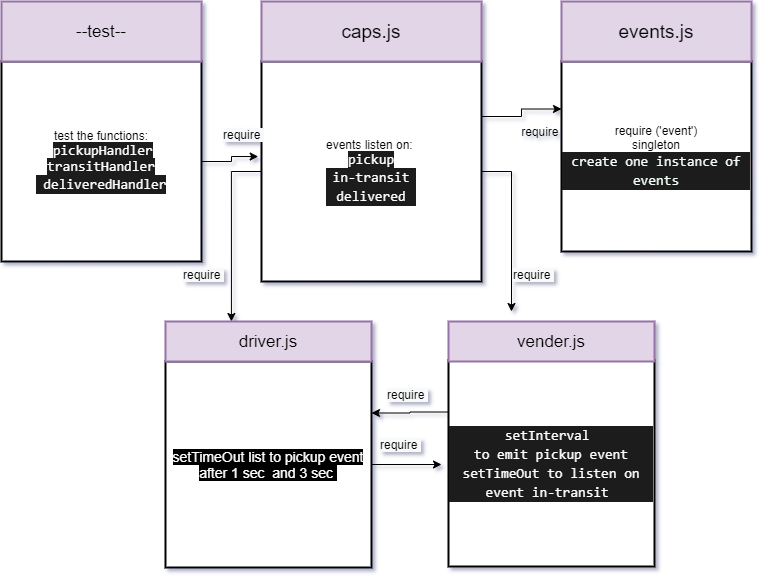 --test--
caps.js
events.js
test the functions:
pickupHandler
transitHandler
deliveredHandler
require
events listen on:
pickup
in-transit
delivered
require
require ('event')
singleton
create one instance of
events
require
require
driver.js
vender.js
require
require
setTimeOut list to pickup event
after 1 sec and 3 sec
setInterval
to emit pickup event
setTimeOut to listen on
event in-transit